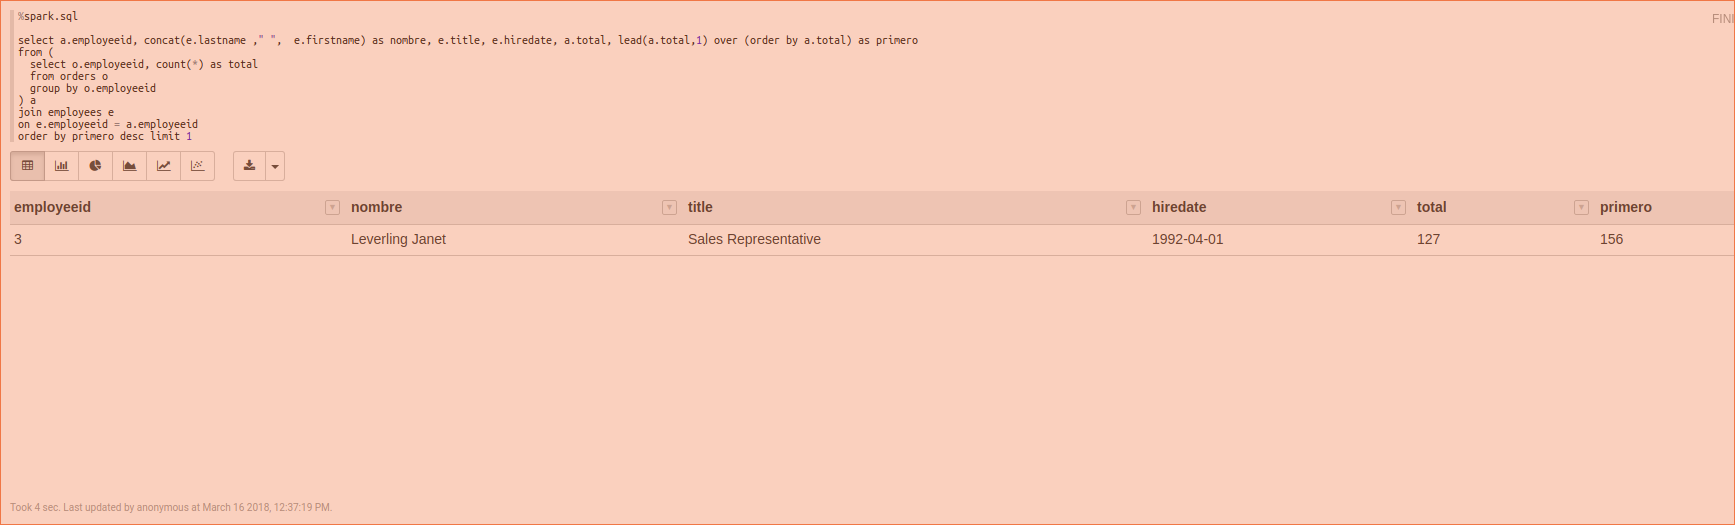 %spark.sql
FINI
select a.employeeid, concat(e.lastname ," ",  e.firstname) as nombre, e.title, e.hiredate, a.total, lead(a.total,1) over (order by a.total) as primero
from (
  select o.employeeid, count(*) as total
  from orders o
  group by o.employeeid
) a
join employees e
on e.employeeid = a.employeeid
order by primero desc limit 1
employeeid nombre title hiredate total primero
3 Leverling Janet Sales Representative 1992-04-01 127 156
Took 4 sec. Last updated by anonymous at March 16 2018, 12:37:19 PM.